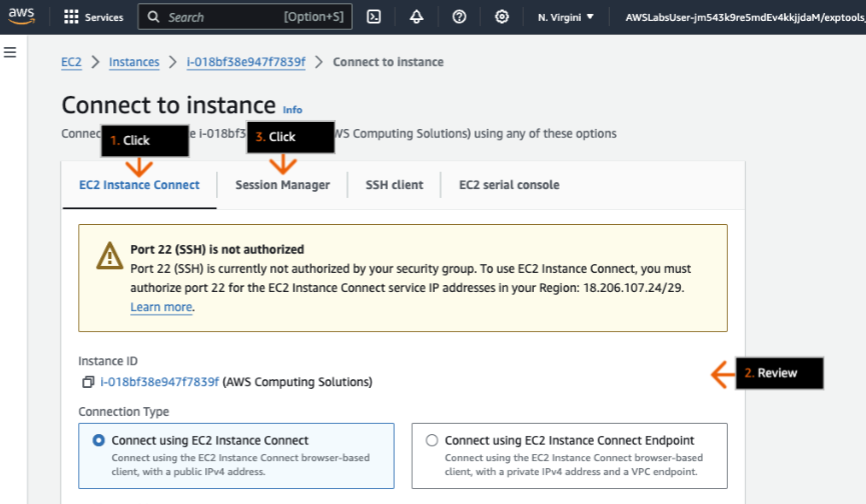 aws Services Search [Option+S] N. Virgini AWSLabsUser-jm543k9re5mdEv4kkjjdaM/exptools
EC2 > Instances > i-018bf38e947f7839f > Connect to instance
Connect to instance Info
Connec e i-018bf3 WS Computing Solutions) using any of these options
1. Click
3. Click
EC2 Instance Connect Session Manager SSH client EC2 serial console
Port 22 (SSH) is not authorized
Port 22 (SSH) is currently not authorized by your security group. To use EC2 Instance Connect, you must
authorize port 22 for the EC2 Instance Connect service IP addresses in your Region: 18.206.107.24/29.
Learn more.
Instance ID
i-018bf38e947f7839f (AWS Computing Solutions)
2. Review
Connection Type
Connect using EC2 Instance Connect
Connect using the EC2 Instance Connect browser-based
client, with a public IPv4 address.
Connect using EC2 Instance Connect Endpoint
Connect using the EC2 Instance Connect browser-based
client, with a private IPv4 address and a VPC endpoint.